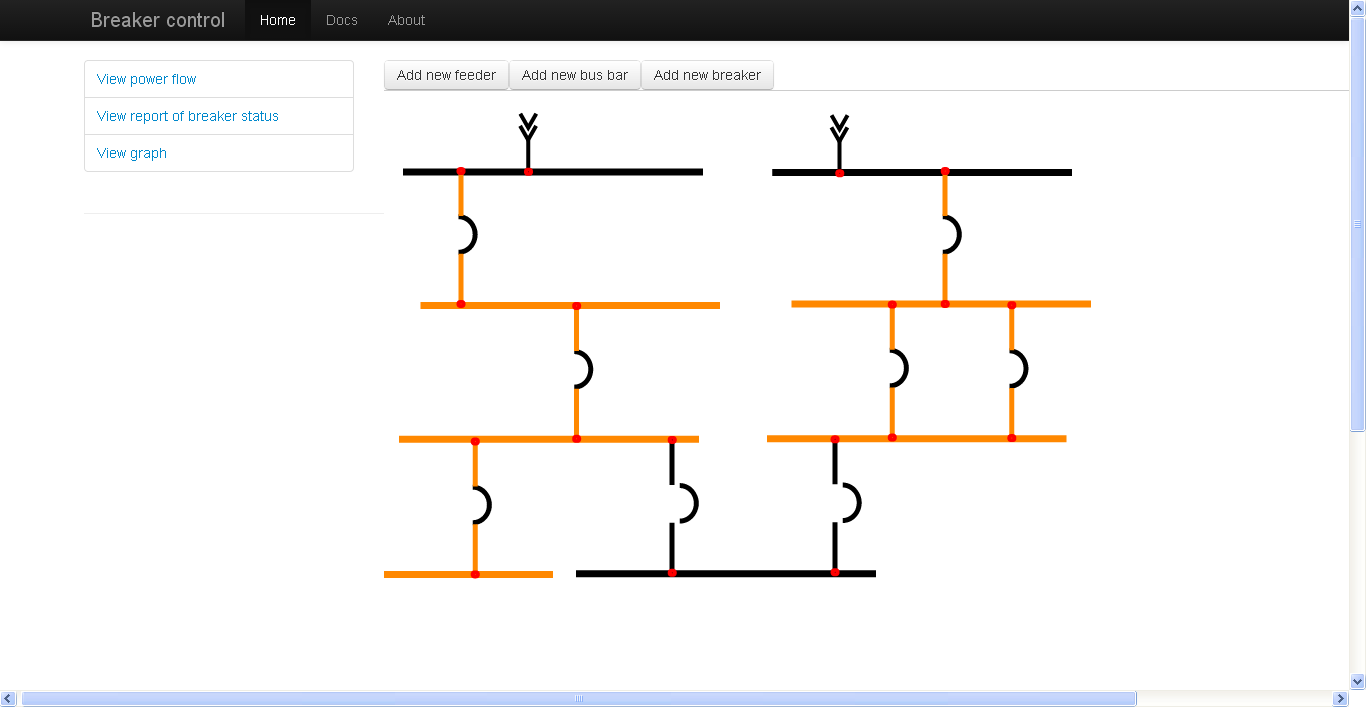 Breaker control Home Docs About
View power flow
View report of breaker status
View graph
Add new feeder Add new bus bar Add new breaker